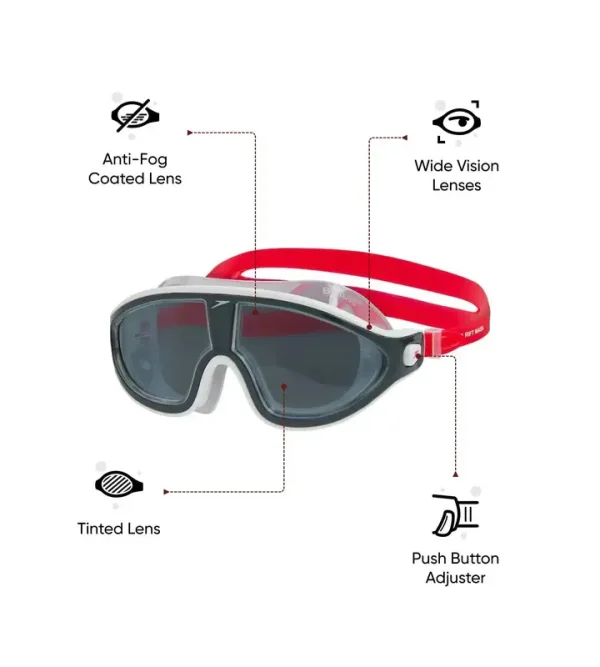 Anti-Fog
Coated Lens
Wide Vision
Lenses
Tinted Lens
Push Button
Adjuster